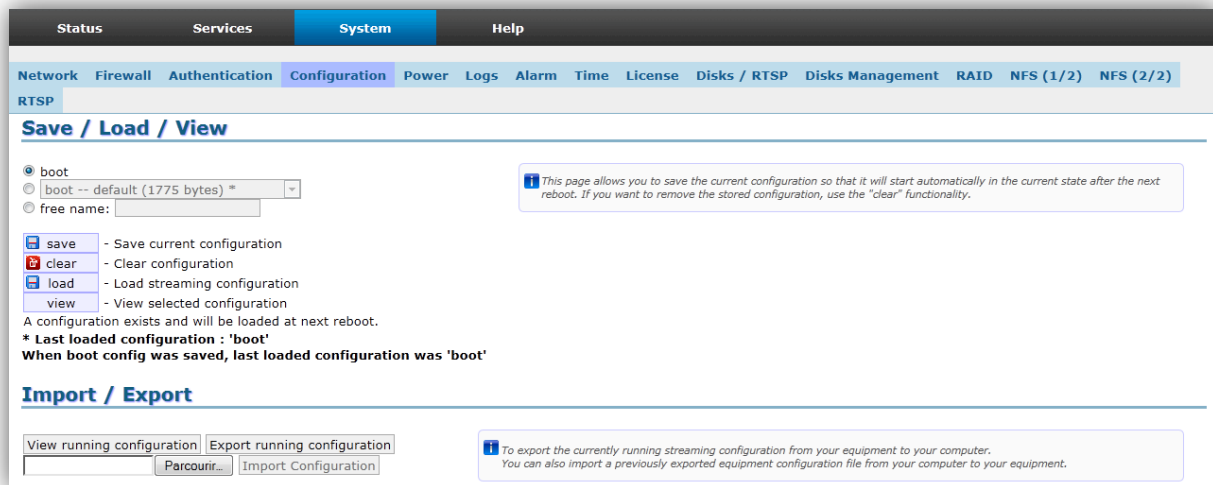 Status Services System Help
Network Firewall Authentication Configuration Power Logs Alarm Time License Disks / RTSP Disks Management RAID NFS (1/2) NFS (2/2)
RTSP
Save / Load / View
boot
boot -- default (1775 bytes) *
free name:
This page allows you to save the current configuration so that it will start automatically in the current state after the next
reboot. If you want to remove the stored configuration, use the "clear" functionality.
save - Save current configuration
clear - Clear configuration
load - Load streaming configuration
view - View selected configuration
A configuration exists and will be loaded at next reboot.
* Last loaded configuration : 'boot'
When boot config was saved, last loaded configuration was 'boot'
Import / Export
View running configuration Export running configuration
Parcourir... Import Configuration
To export the currently running streaming configuration from your equipment to your computer.
You can also import a previously exported equipment configuration file from your computer to your equipment.